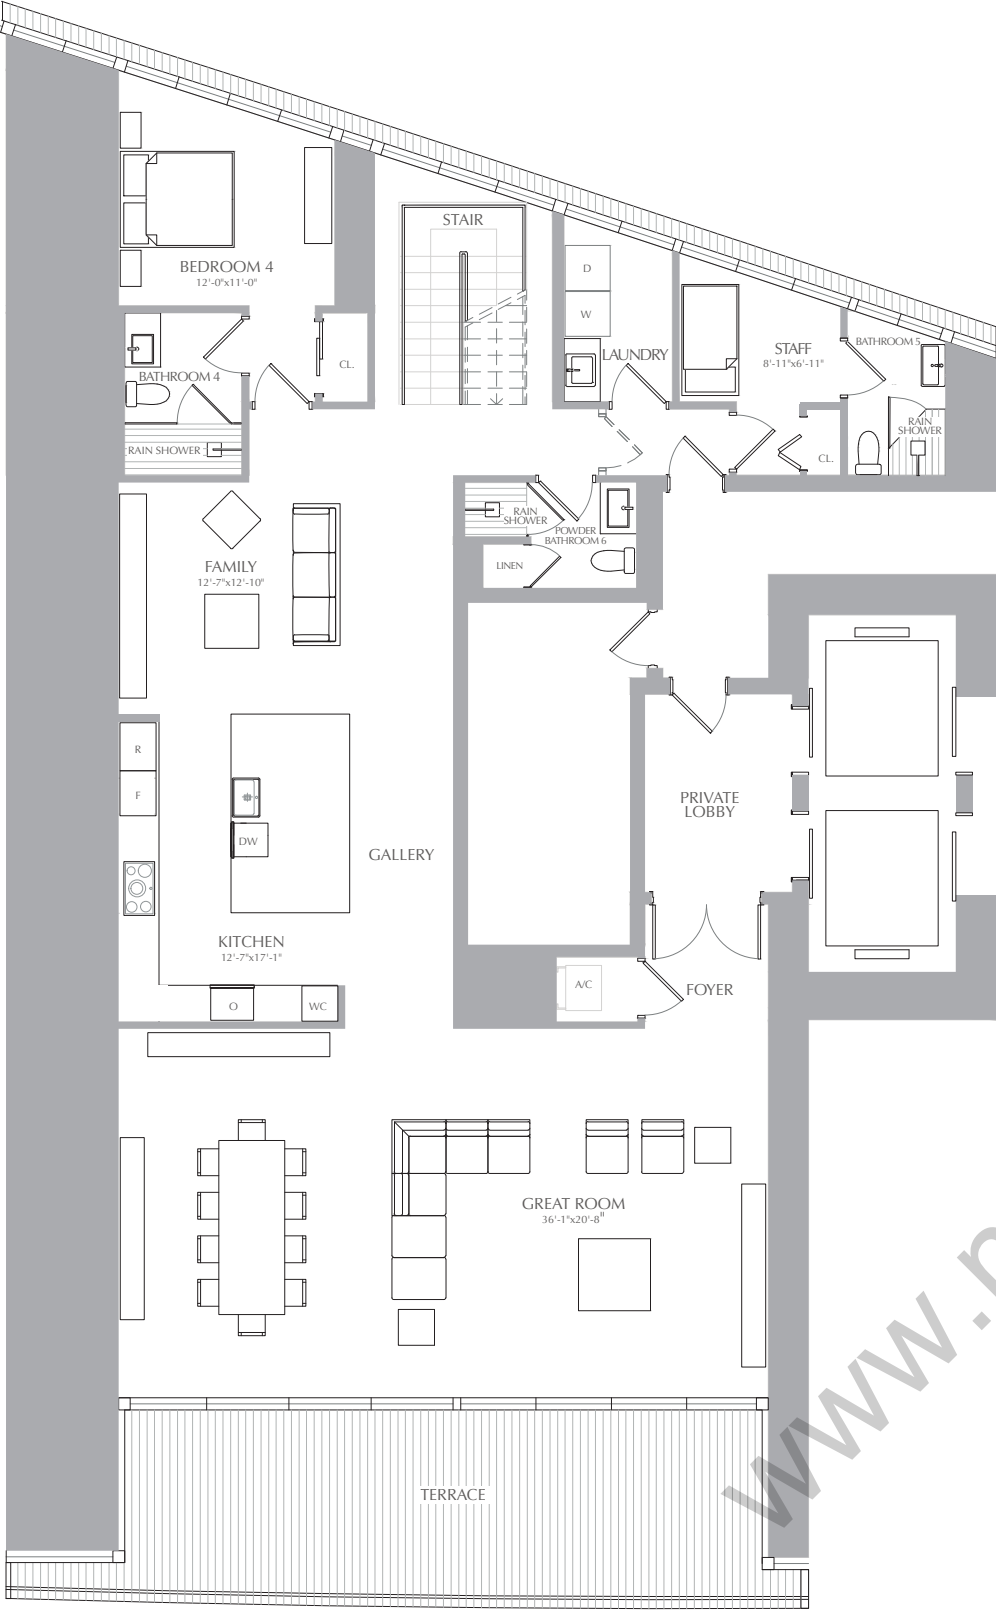 STAIR
BEDROOM 4
12'-0"x11'-0"
D
W
LAUNDRY
STAFF
8'-11"x6'-11"
BATHROOM 5
CL.
BATHROOM 4
RAIN SHOWER
RAIN
SHOWER
CL.
RAIN
SHOWER
POWDER
BATHROOM 6
LINEN
FAMILY
12'-7"x12'-10"
R
F
DW
PRIVATE
LOBBY
GALLERY
KITCHEN
12'-7"x17'-1"
A/C
FOYER
O
WC
GREAT ROOM
36'-1"x20'-8"
TERRACE
www.